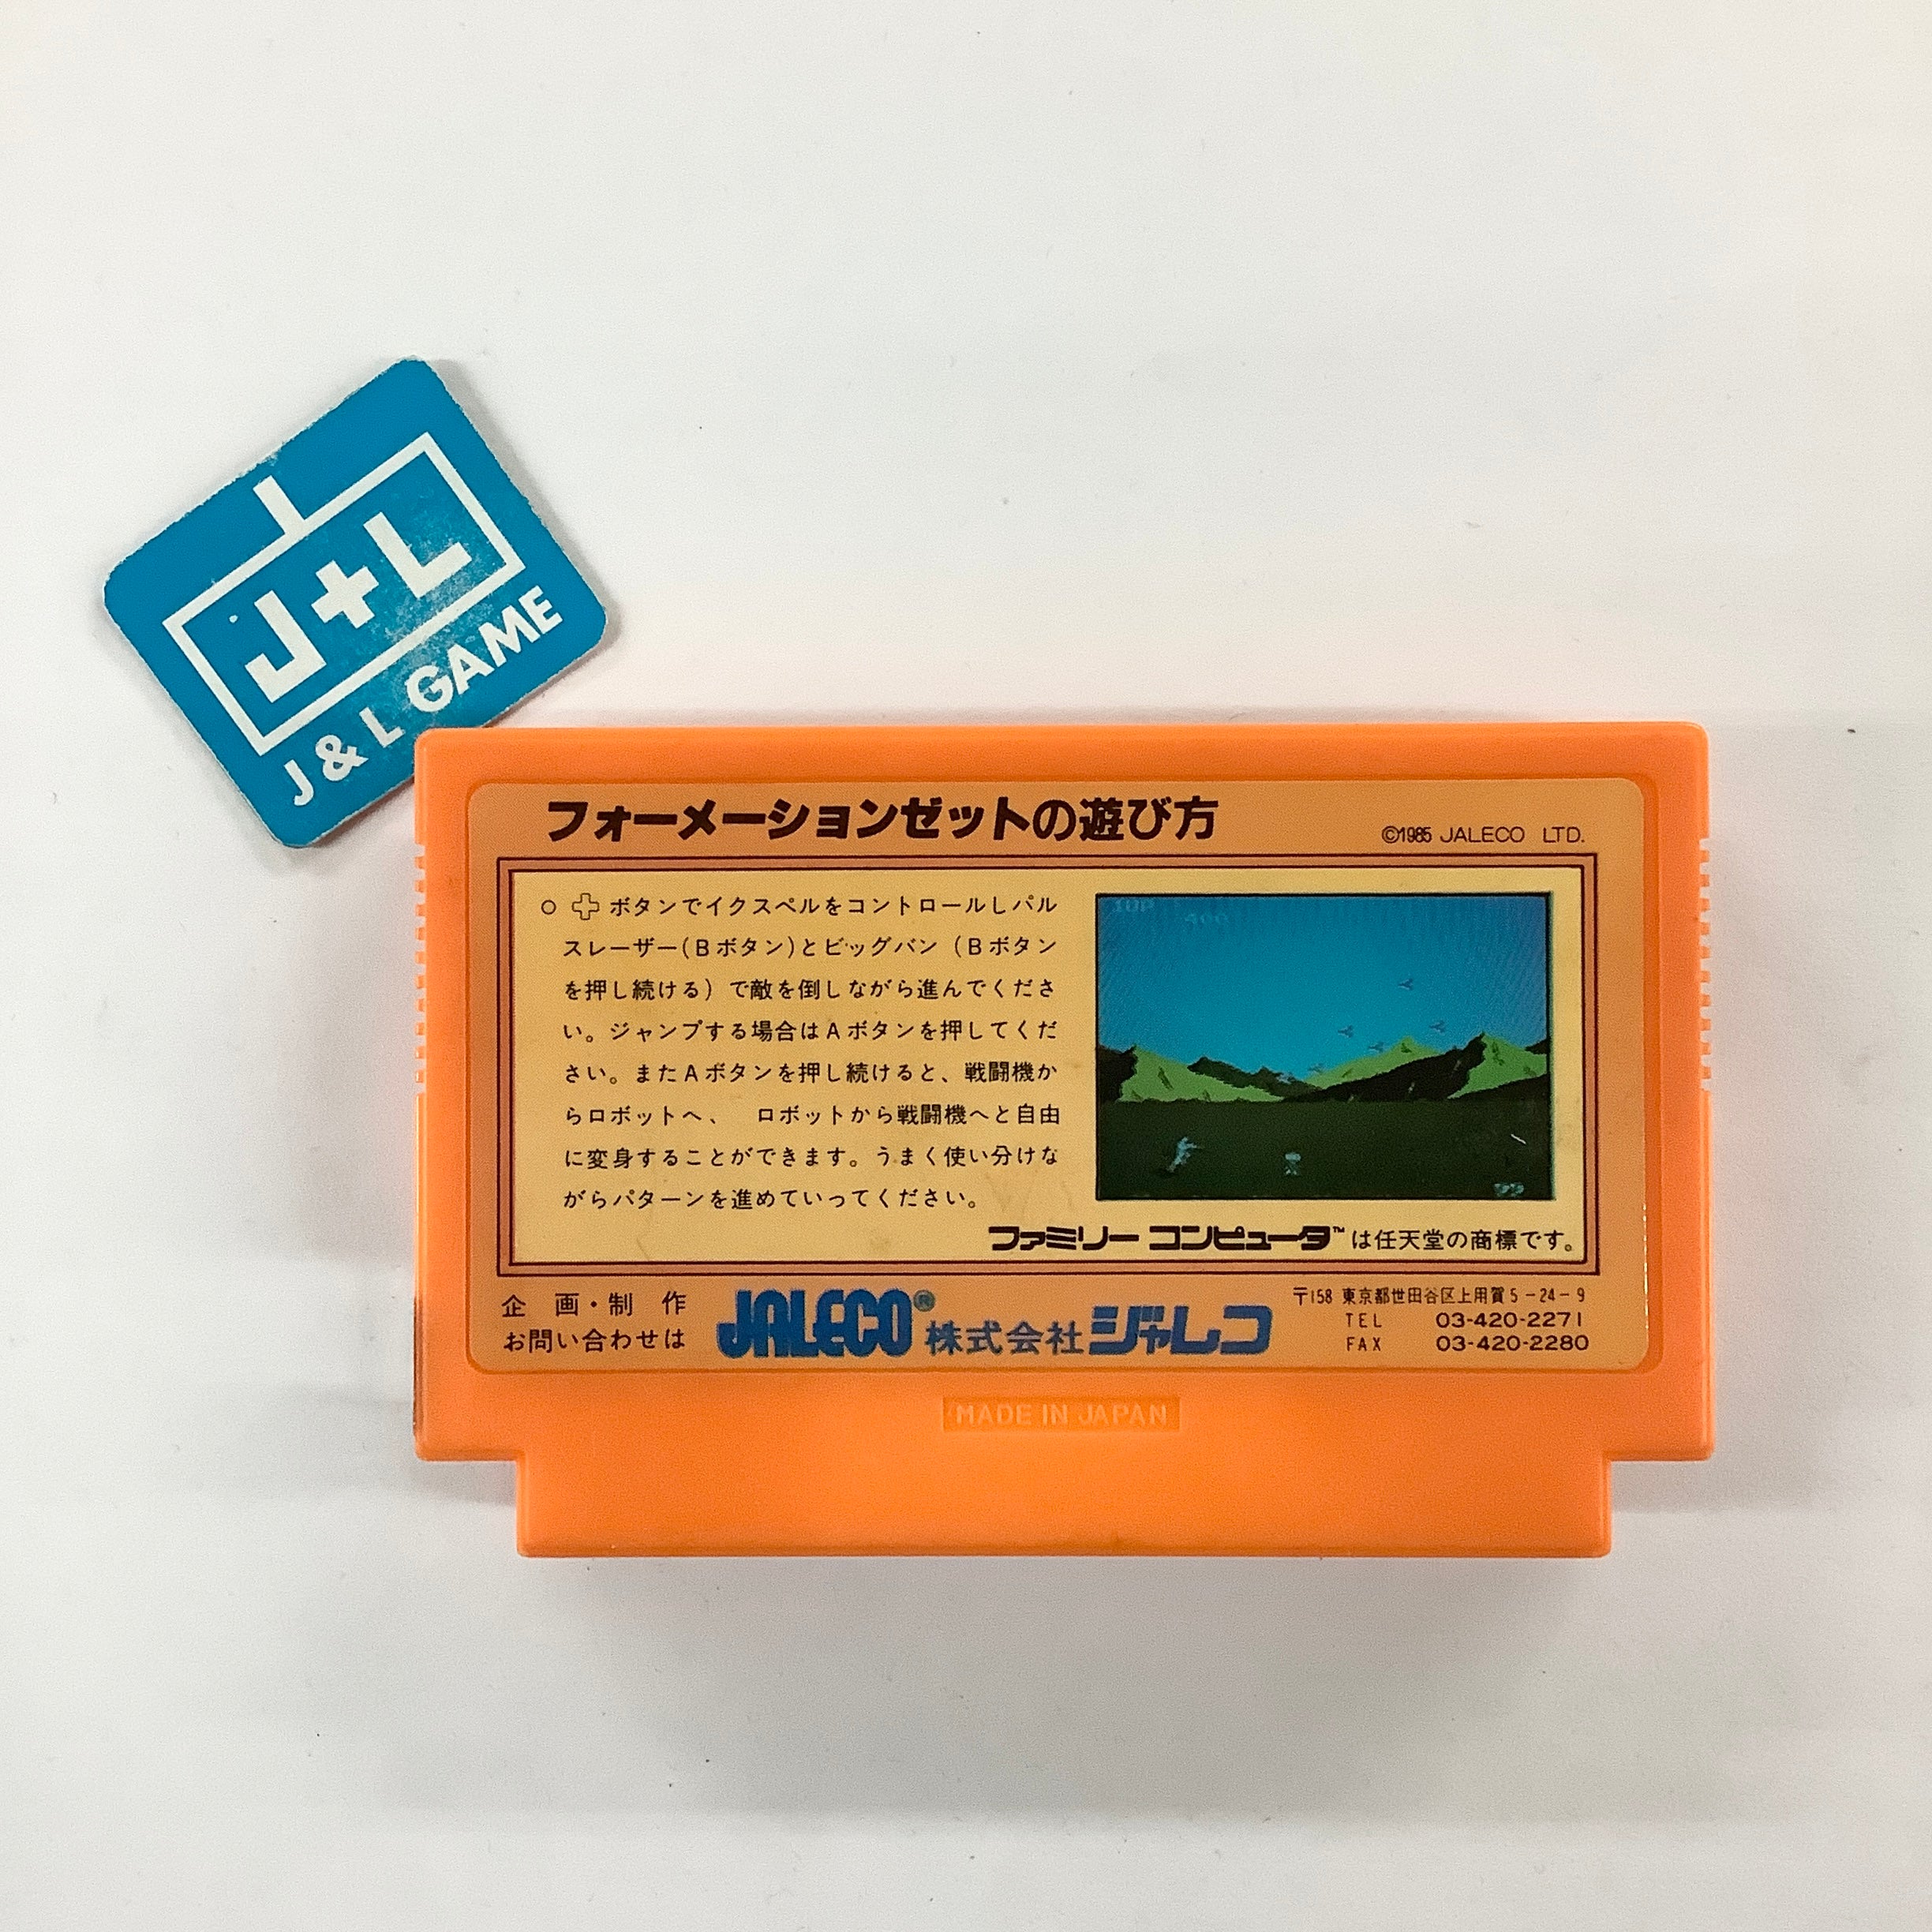 J+L
J & L GAME
フォーメーションゼットの遊び方
©1985 JALECO LTD.
○ ✚ ボタンでイクスペルをコントロールしパル
スレーザー(Bボタン)とビッグバン (Bボタン
を押し続ける) で敵を倒しながら進んでくださ
い。ジャンプする場合はAボタンを押してくだ
さい。またAボタンを押し続けると、戦闘機か
らロボットへ、 ロボットから戦闘機へと自由
に変身することができます。うまく使い分けな
がらパターンを進めていってください。
1UP
400
ファミリー コンピュータ™は任天堂の商標です。
企 画・制 作
お問い合わせは
JALECO® 株式会社ジャレコ
〒158 東京都世田谷区上用賀5-24-9
TEL 03-420-2271
FAX 03-420-2280
MADE IN JAPAN